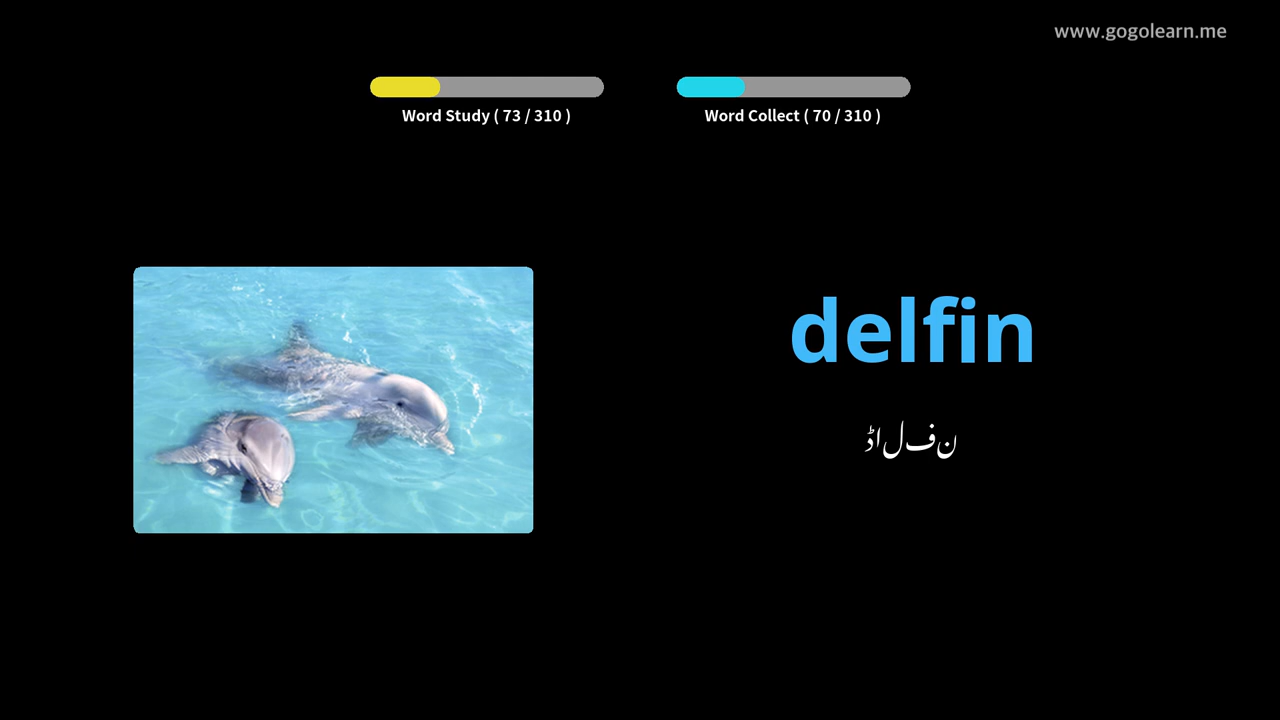 www.gogolearn.me
Word Study ( 73 / 310 )
Word Collect ( 70 / 310 )
delfin
ڈالفن